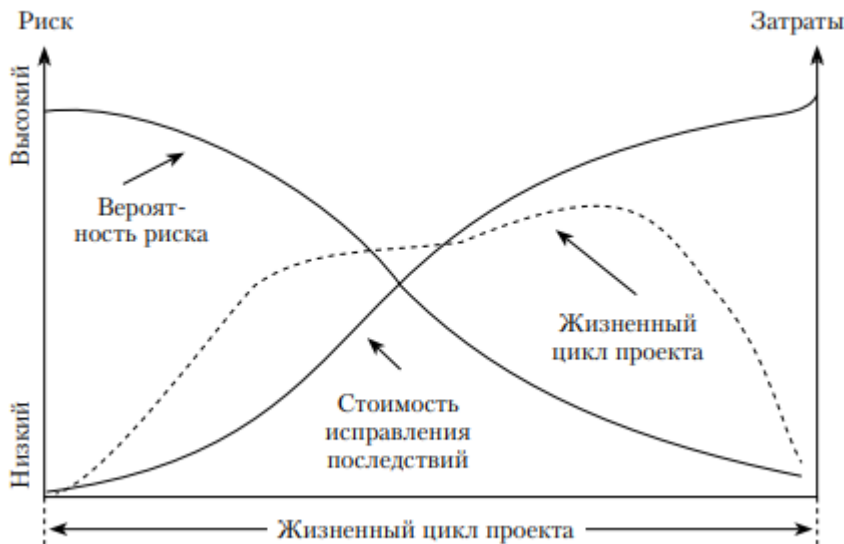 Риск
Затраты
Высокий
Вероят-
ность риска
Жизненный
цикл проекта
Стоимость
исправления
последствий
Низкий
Жизненный цикл проекта